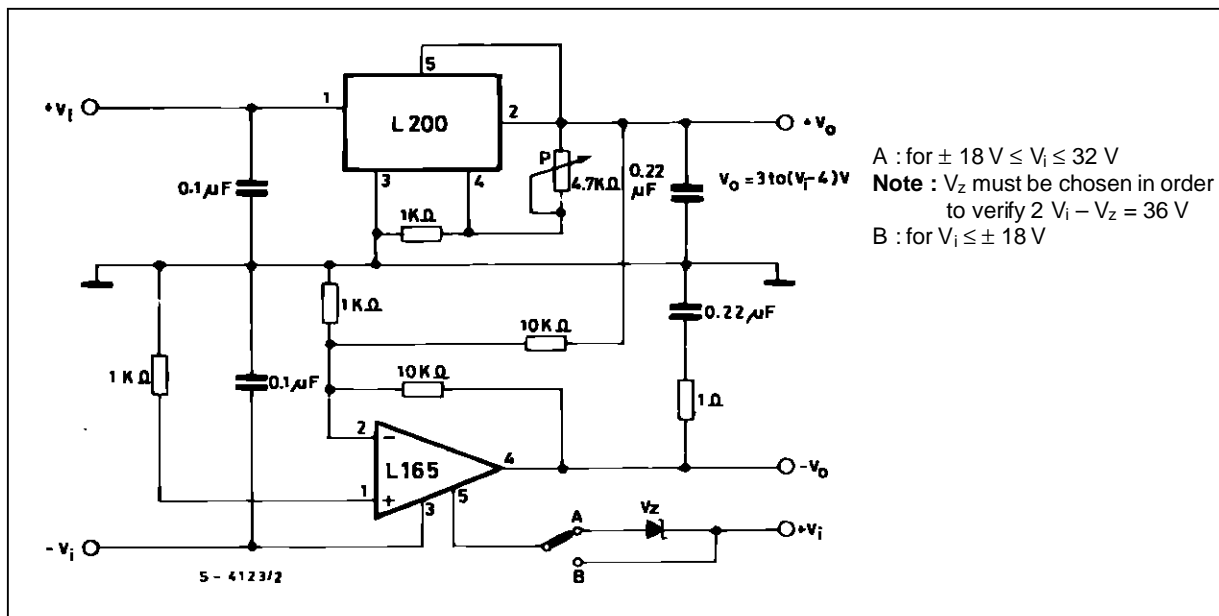 5
+Vi
1
L200
2
+Vo
3
4
P
4.7KΩ
0.22
µF
Vo = 3 to (Vi-4) V
0.1µF
1KΩ
1KΩ
10KΩ
0.22µF
1KΩ
0.1µF
10KΩ
1Ω
2
−
L165
4
-Vo
1
+
3
5
A
Vz
+Vi
- Vi
B
S - 4123/2
A : for ± 18 V ≤ Vi ≤ 32 V
Note : Vz must be chosen in order
to verify 2 Vi – Vz = 36 V
B : for Vi ≤ ± 18 V